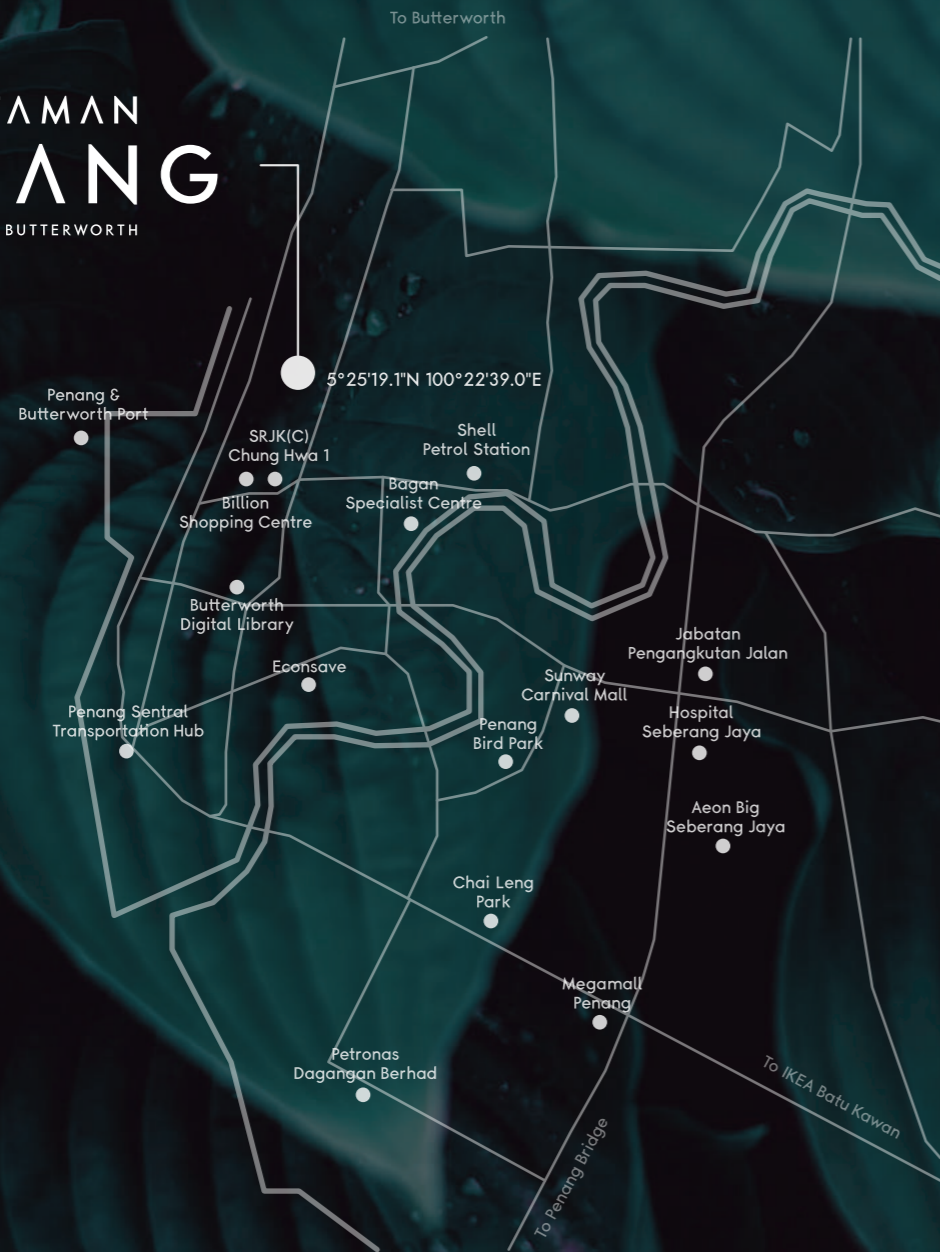 To Butterworth
AMAN
ANG
BUTTERWORTH
5°25'19.1"N 100°22'39.0"E
Penang &
Butterworth Port
SRJK(C)
Chung Hwa 1
Shell
Petrol Station
Billion
Shopping Centre
Bagan
Specialist Centre
Butterworth
Digital Library
Econsave
Jabatan
Pengangkutan Jalan
Sunway
Carnival Mall
Penang Sentral
Transportation Hub
Penang
Bird Park
Hospital
Seberang Jaya
Aeon Big
Seberang Jaya
Chai Leng
Park
Megamall
Penang
Petronas
Dagangan Berhad
To IKEA Batu Kawan
To Penang Bridge